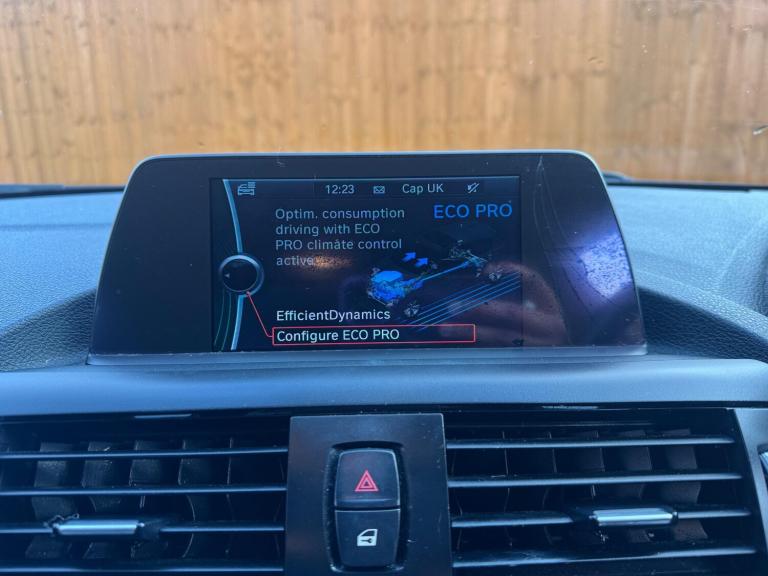 12:23 Cap UK
ECO PRO
Optim. consumption
driving with ECO
PRO climate control
active.
EfficientDynamics
Configure ECO PRO